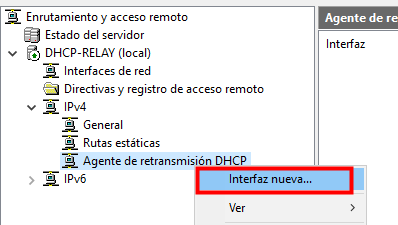 Enrutamiento y acceso remoto
Estado del servidor
DHCP-RELAY (local)
Interfaces de red
Directivas y registro de acceso remoto
IPv4
General
Rutas estáticas
Agente de retransmisión DHCP
IPv6
Interfaz nueva...
Ver
Agente de re
Interfaz